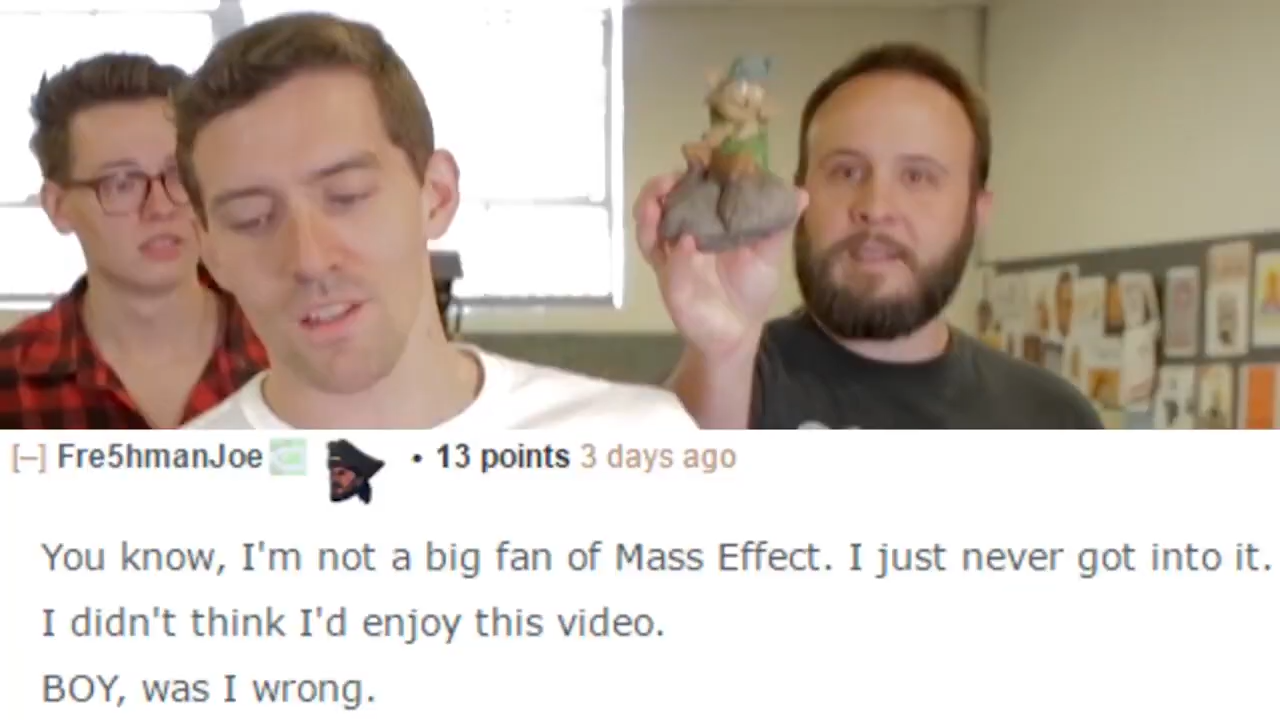 [–] Fre5hmanJoe • 13 points 3 days ago
You know, I'm not a big fan of Mass Effect. I just never got into it.
I didn't think I'd enjoy this video.
BOY, was I wrong.